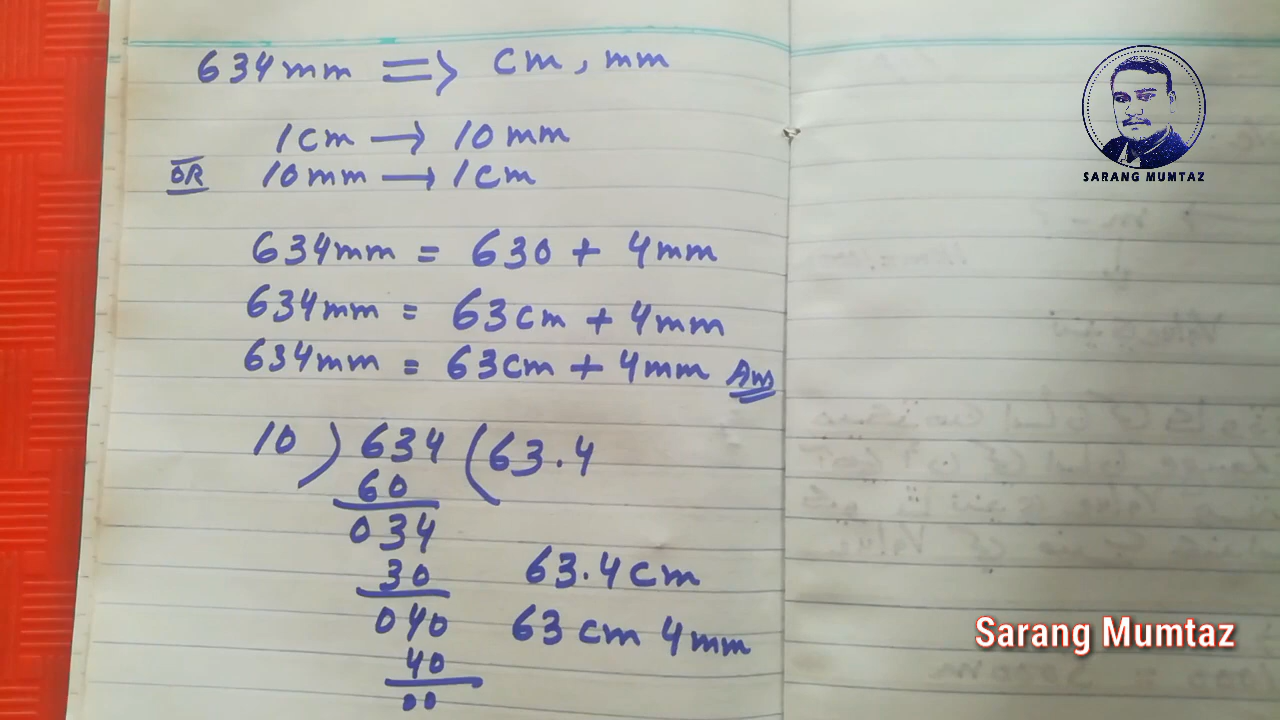 634mm => cm, mm
1cm → 10mm
OR 10mm → 1cm
634mm = 630 + 4mm
634mm = 63cm + 4mm
634mm = 63cm + 4mm Ans
10 ) 634 ( 63.4
60
034
30
040
40
00
63.4cm
63 cm 4mm
SARANG MUMTAZ
Sarang Mumtaz